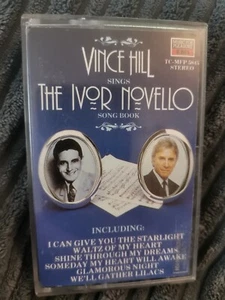 VINCE HILL
SINGS
THE IVOR NOVELLO
SONG BOOK
STEREO
INCLUDING:
I CAN GIVE YOU THE STARLIGHT
WALTZ OF MY HEART
SHINE THROUGH MY DREAMS
SOMEDAY MY HEART WILL AWAKE
GLAMOROUS NIGHT
WE'LL GATHER LILACS